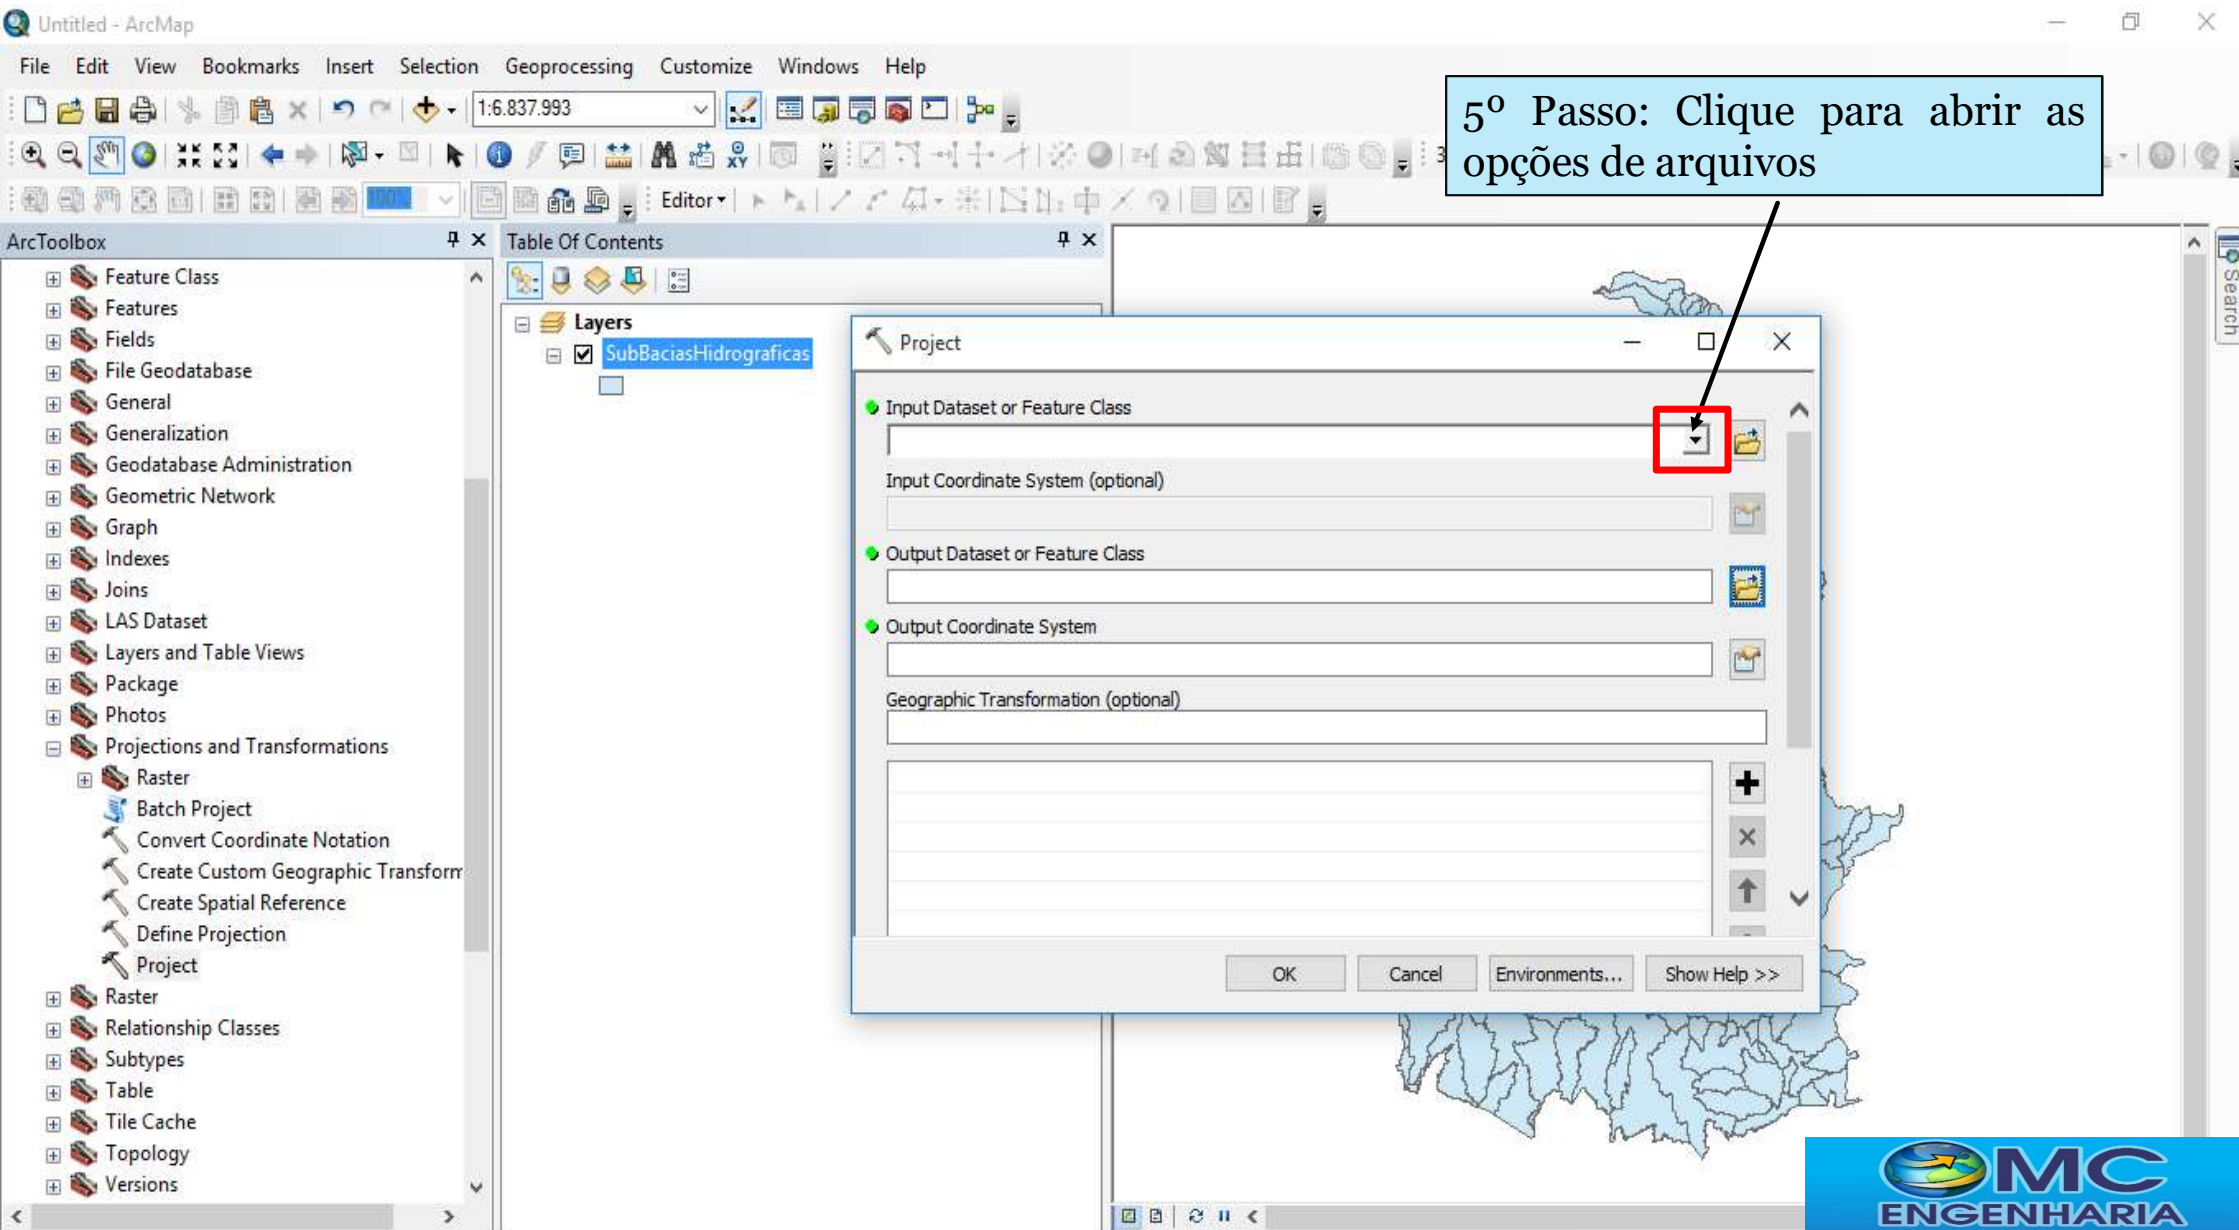 Untitled - ArcMap
File Edit View Bookmarks Insert Selection Geoprocessing Customize Windows Help
1:6.837.993
5º Passo: Clique para abrir as
opções de arquivos
100%
Editor
ArcToolbox
Feature Class
Features
Fields
File Geodatabase
General
Generalization
Geodatabase Administration
Geometric Network
Graph
Indexes
Joins
LAS Dataset
Layers and Table Views
Package
Photos
Projections and Transformations
Raster
Batch Project
Convert Coordinate Notation
Create Custom Geographic Transform
Create Spatial Reference
Define Projection
Project
Raster
Relationship Classes
Subtypes
Table
Tile Cache
Topology
Versions
Table Of Contents
Layers
SubBaciasHidrograficas
Project
Input Dataset or Feature Class
Input Coordinate System (optional)
Output Dataset or Feature Class
Output Coordinate System
Geographic Transformation (optional)
OK Cancel Environments... Show Help >>
Search
MC
ENGENHARIA